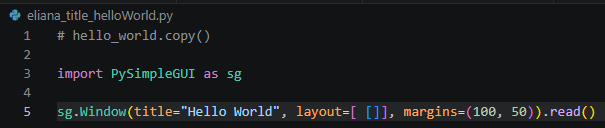 eliana_title_helloWorld.py
1 # hello_world.copy()
2
3 import PySimpleGUI as sg
4
5 sg.Window(title="Hello World", layout=[ []], margins=(100, 50)).read()